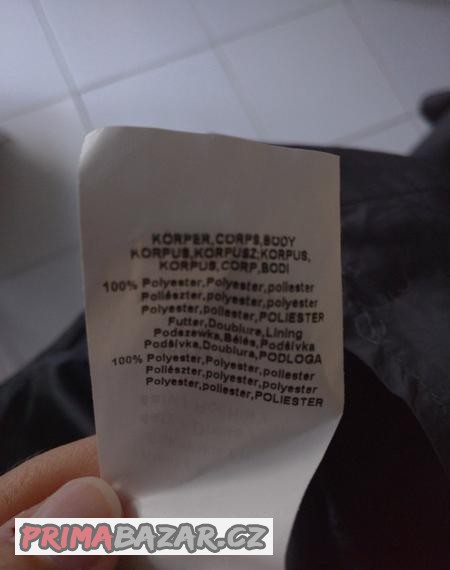 KÖRPER,CORPS,BODY
KORPUS,KORPUSZ;KORPUS,
KORPUS,CORP,BODI
100% Polyester,Polyester,poliester
Poliészter,polyester,polyester
Polyester,poliester,POLIESTER
Futter,Doublure,Lining
Podszewka,Bélés,Podšívka
Podšívka,Doublura,PODLOGA
100% Polyester,Polyester,poliester
Poliészter,polyester,polyester
Polyester,poliester,POLIESTER
PRIMABAZAR.CZ